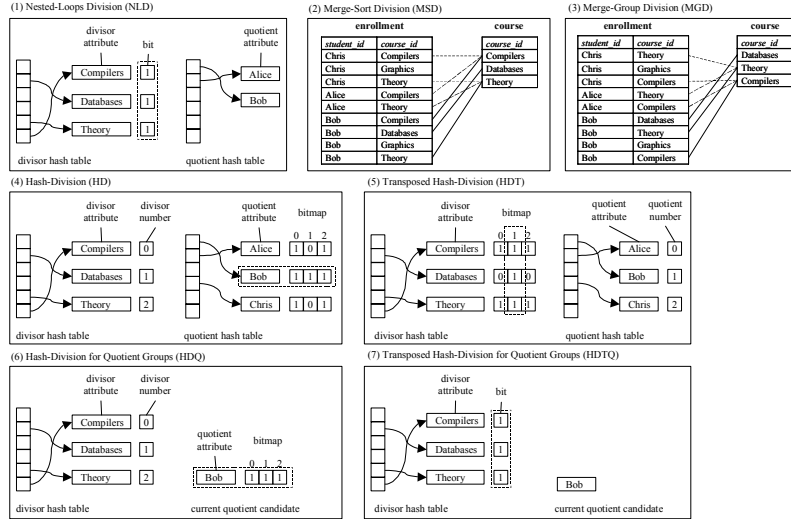 (1) Nested-Loops Division (NLD)
divisor attribute
bit
quotient attribute
Compilers 1
Databases 1
Theory 1
Alice
Bob
divisor hash table
quotient hash table
(2) Merge-Sort Division (MSD)
enrollment
course
student_id course_id
course_id
Chris Compilers
Chris Graphics
Chris Theory
Alice Compilers
Alice Theory
Bob Compilers
Bob Databases
Bob Graphics
Bob Theory
Compilers
Databases
Theory
(3) Merge-Group Division (MGD)
enrollment
course
student_id course_id
course_id
Chris Theory
Chris Graphics
Chris Compilers
Alice Theory
Alice Compilers
Bob Databases
Bob Theory
Bob Graphics
Bob Compilers
Databases
Theory
Compilers
(4) Hash-Division (HD)
divisor attribute
divisor number
quotient attribute
bitmap
0 1 2
Compilers 0
Databases 1
Theory 2
Alice 1 0 1
Bob 1 1 1
Chris 1 0 1
divisor hash table
quotient hash table
(5) Transposed Hash-Division (HDT)
divisor attribute
bitmap
quotient attribute
quotient number
0 1 2
Compilers 1 1 1
Databases 0 1 0
Theory 1 1 1
Alice 0
Bob 1
Chris 2
divisor hash table
quotient hash table
(6) Hash-Division for Quotient Groups (HDQ)
divisor attribute
divisor number
Compilers 0
Databases 1
Theory 2
quotient attribute
bitmap
0 1 2
Bob 1 1 1
divisor hash table
current quotient candidate
(7) Transposed Hash-Division for Quotient Groups (HDTQ)
divisor attribute
bit
Compilers 1
Databases 1
Theory 1
Bob
divisor hash table
current quotient candidate